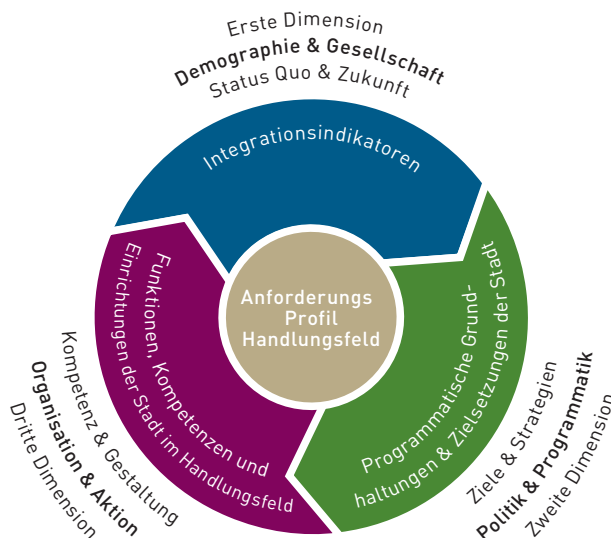 Erste Dimension
Demographie & Gesellschaft
Status Quo & Zukunft
Integrationsindikatoren
Anforderungs
Profil
Handlungsfeld
Programmatische Grund-
haltungen & Zielsetzungen der Stadt
Ziele & Strategien
Politik & Programmatik
Zweite Dimension
Funktionen, Kompetenzen und
Einrichtungen der Stadt im Handlungsfeld
Kompetenz & Gestaltung
Organisation & Aktion
Dritte Dimension